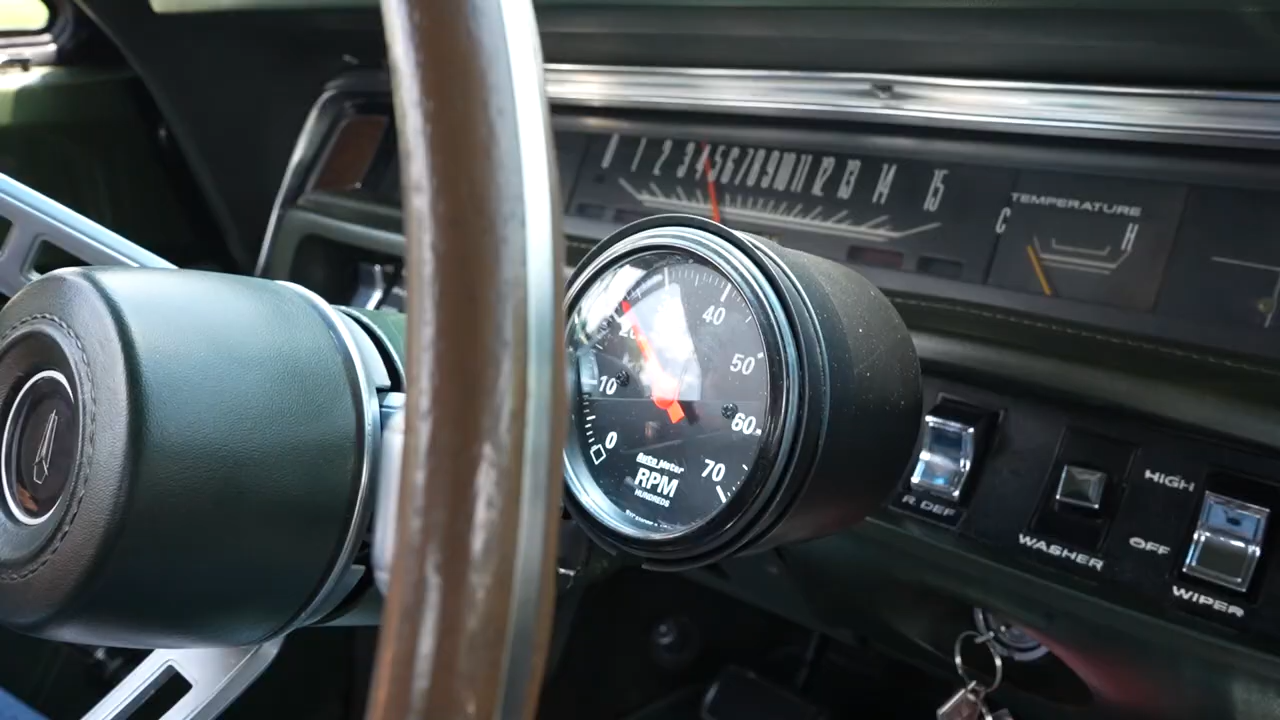 0 1 2 3 4 5 6 7 8 9 10 11 12 13 14 15
TEMPERATURE
C H
0 10 20 40 50 60 70
Auto Meter
RPM
HUNDREDS
R. DEF
WASHER
HIGH
OFF
WIPER